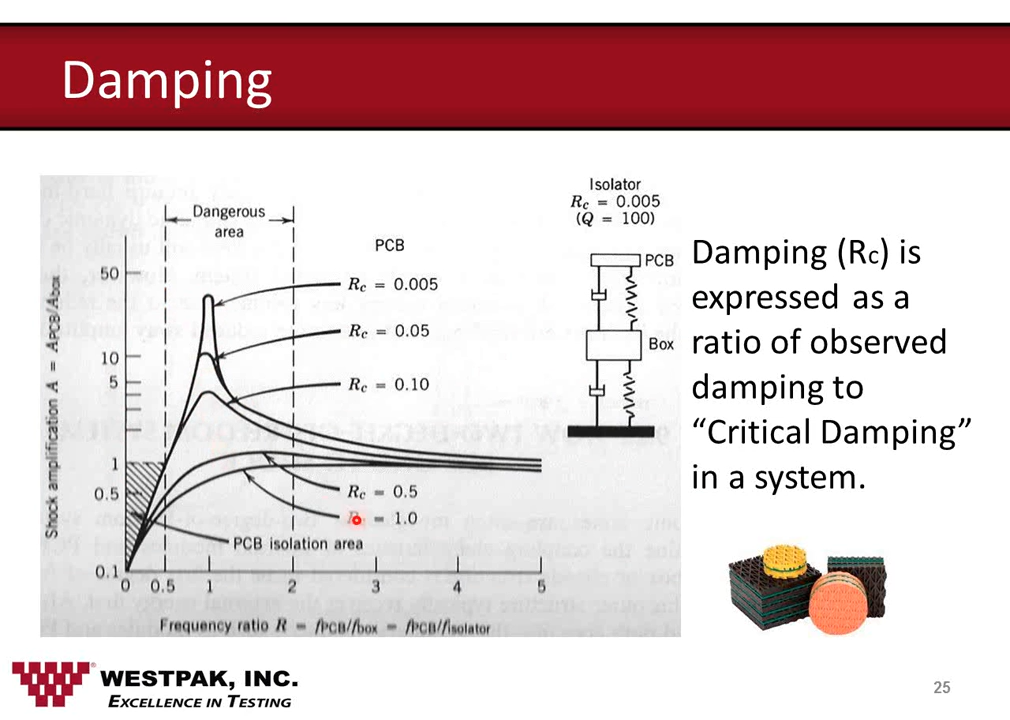 Damping
Dangerous
area
PCB
50
10
5
1
0.5
0.1
Shock amplification A = APCB/Abox
Rc = 0.005
Rc = 0.05
Rc = 0.10
Rc = 0.5
= 1.0
PCB isolation area
0 0.5 1 2 3 4 5
Frequency ratio R = fPCB/fbox = fPCB/fisolator
Isolator
Rc = 0.005
(Q = 100)
PCB
Box
Damping (Rc) is
expressed as a
ratio of observed
damping to
“Critical Damping”
in a system.
WESTPAK, INC.
EXCELLENCE IN TESTING
25